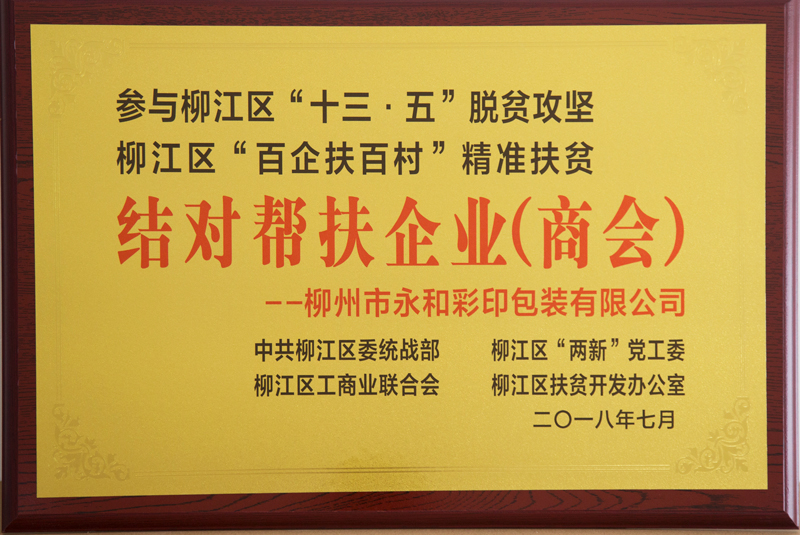 参与柳江区“十三·五”脱贫攻坚
柳江区“百企扶百村”精准扶贫
结对帮扶企业(商会)
--柳州市永和彩印包装有限公司
中共柳江区委统战部 柳江区“两新”党工委
柳江区工商业联合会 柳江区扶贫开发办公室
二〇一八年七月